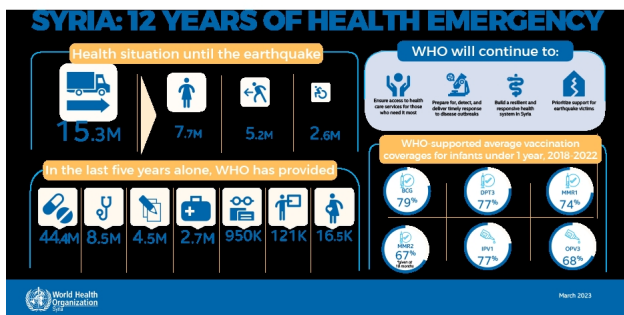 SYRIA: 12 YEARS OF HEALTH EMERGENCY
Health situation until the earthquake
15.3M
7.7M
5.2M
2.6M
In the last five years alone, WHO has provided
44.4M
8.5M
4.5M
2.7M
950K
121K
16.5K
WHO will continue to:
Ensure access to health
care services for those
who need it most
Prepare for, detect, and
deliver timely response
to disease outbreaks
Build a resilient and
responsive health
system in Syria
Prioritize support for
earthquake victims
WHO-supported average vaccination
coverages for infants under 1 year, 2018-2022
BCG
79%
DPT3
77%
MMR1
74%
MMR2
67%
*given at
18 months
IPV1
77%
OPV3
68%
World Health
Organization
Syria
March 2023